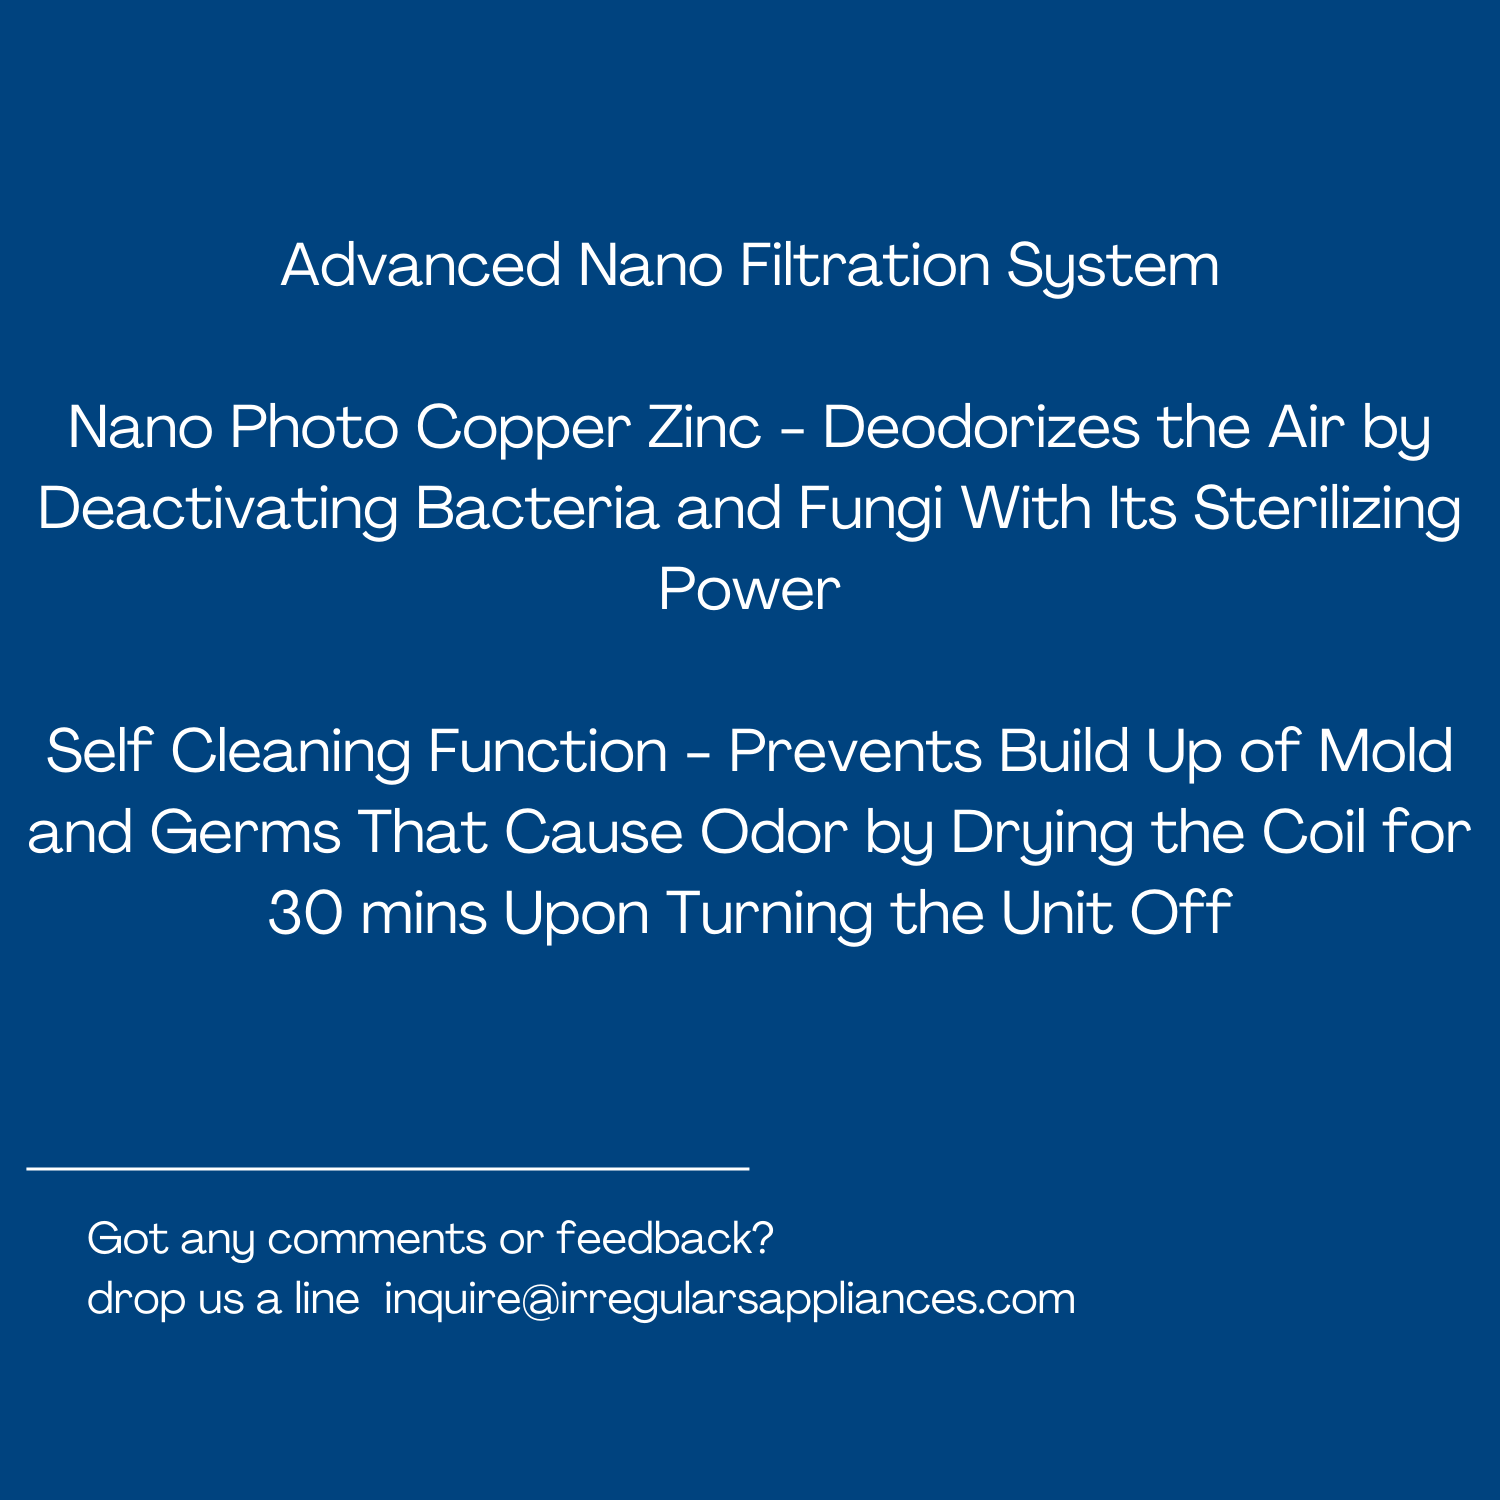 Advanced Nano Filtration System
Nano Photo Copper Zinc - Deodorizes the Air by
Deactivating Bacteria and Fungi With Its Sterilizing
Power
Self Cleaning Function - Prevents Build Up of Mold
and Germs That Cause Odor by Drying the Coil for
30 mins Upon Turning the Unit Off
Got any comments or feedback?
drop us a line inquire@irregularsappliances.com